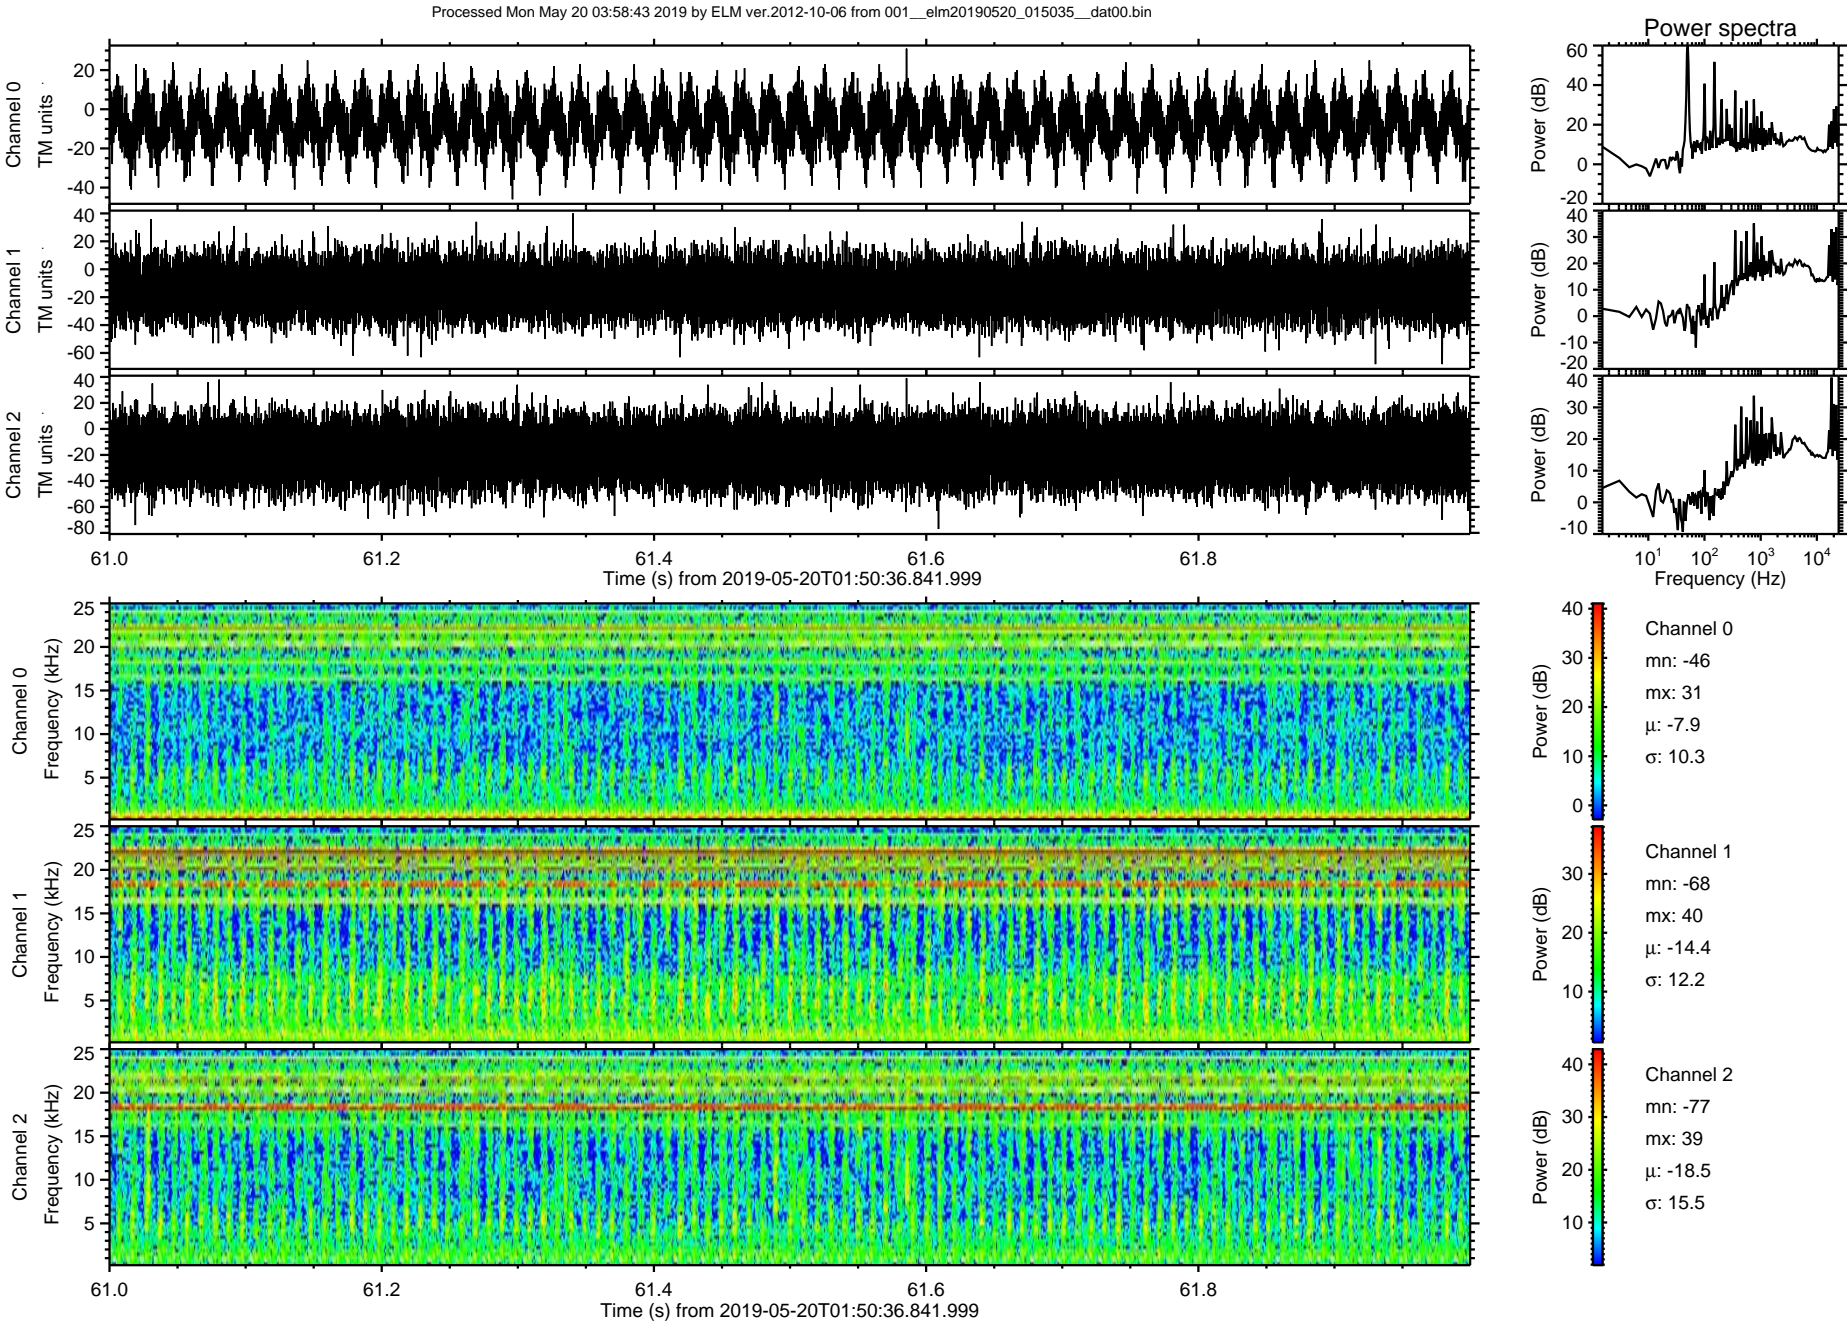 Processed Mon May 20 03:58:43 2019 by ELM ver.2012-10-06 from 001__elm20190520_015035__dat00.bin
Power spectra
Channel 0
TM units
20
0
-20
-40
Power (dB)
60
40
20
0
-20
Channel 1
TM units
40
20
0
-20
-40
-60
Power (dB)
40
30
20
10
0
-10
-20
Channel 2
TM units
40
20
0
-20
-40
-60
-80
Power (dB)
40
30
20
10
0
-10
61.0 61.2 61.4 61.6 61.8
Time (s) from 2019-05-20T01:50:36.841.999
10^1 10^2 10^3 10^4
Frequency (Hz)
Channel 0
Frequency (kHz)
25
20
15
10
5
Power (dB)
40
30
20
10
0
Channel 0
mn: -46
mx: 31
μ: -7.9
σ: 10.3
Channel 1
Frequency (kHz)
25
20
15
10
5
Power (dB)
30
20
10
Channel 1
mn: -68
mx: 40
μ: -14.4
σ: 12.2
Channel 2
Frequency (kHz)
25
20
15
10
5
Power (dB)
40
30
20
10
Channel 2
mn: -77
mx: 39
μ: -18.5
σ: 15.5
61.0 61.2 61.4 61.6 61.8
Time (s) from 2019-05-20T01:50:36.841.999